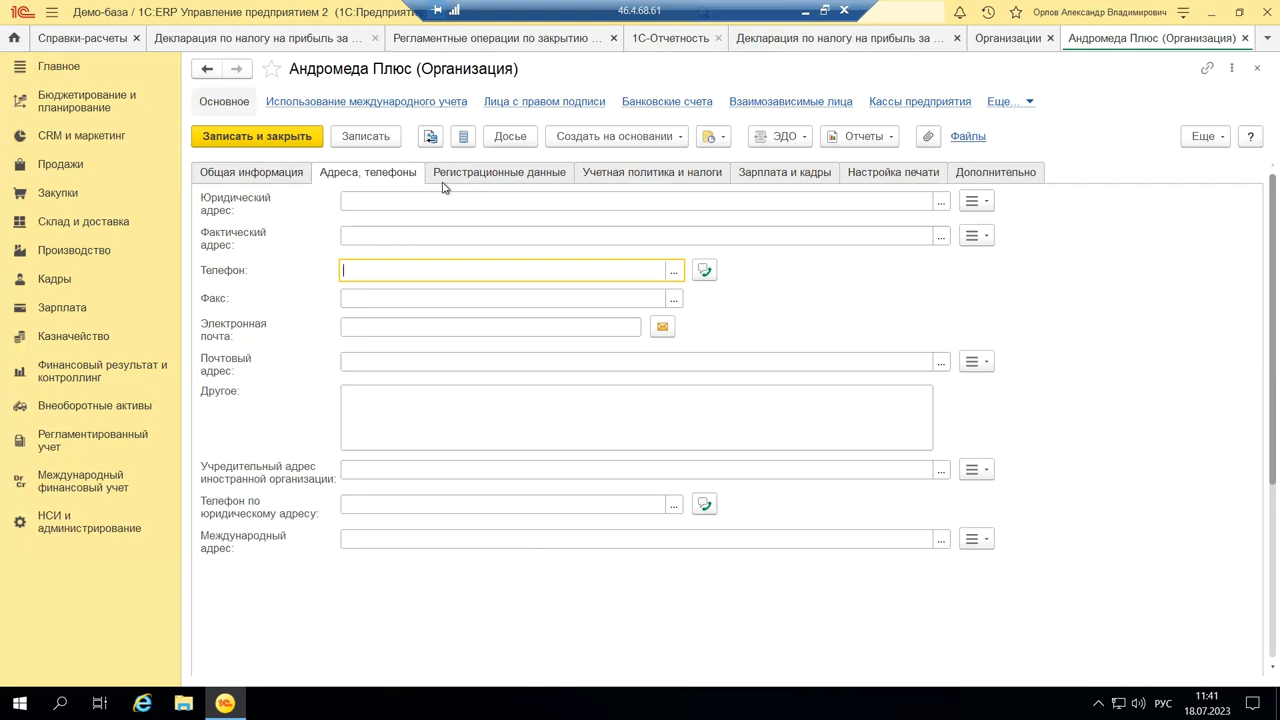 Демо-база / 1С:ERP Управление предприятием 2 (1С:Предприятие
46.4.68.61
Орлов Александр Владимирович
Справки-расчеты
Декларация по налогу на прибыль за ...
Регламентные операции по закрытию ...
1С-Отчетность
Декларация по налогу на прибыль за ...
Организации
Андромеда Плюс (Организация)
Главное
Бюджетирование и
планирование
CRM и маркетинг
Продажи
Закупки
Склад и доставка
Производство
Кадры
Зарплата
Казначейство
Финансовый результат и
контроллинг
Внеоборотные активы
Регламентированный
учет
Dr
Cr
Международный
финансовый учет
НСИ и
администрирование
Андромеда Плюс (Организация)
Основное
Использование международного учета
Лица с правом подписи
Банковские счета
Взаимозависимые лица
Кассы предприятия
Еще...
Записать и закрыть
Записать
Досье
Создать на основании
ЭДО
Отчеты
Файлы
Еще
?
Общая информация
Адреса, телефоны
Регистрационные данные
Учетная политика и налоги
Зарплата и кадры
Настройка печати
Дополнительно
Юридический
адрес:
Фактический
адрес:
Телефон:
Факс:
Электронная
почта:
Почтовый
адрес:
Другое:
Учредительный адрес
иностранной организации:
Телефон по
юридическому адресу:
Международный
адрес:
РУС
11:41
18.07.2023